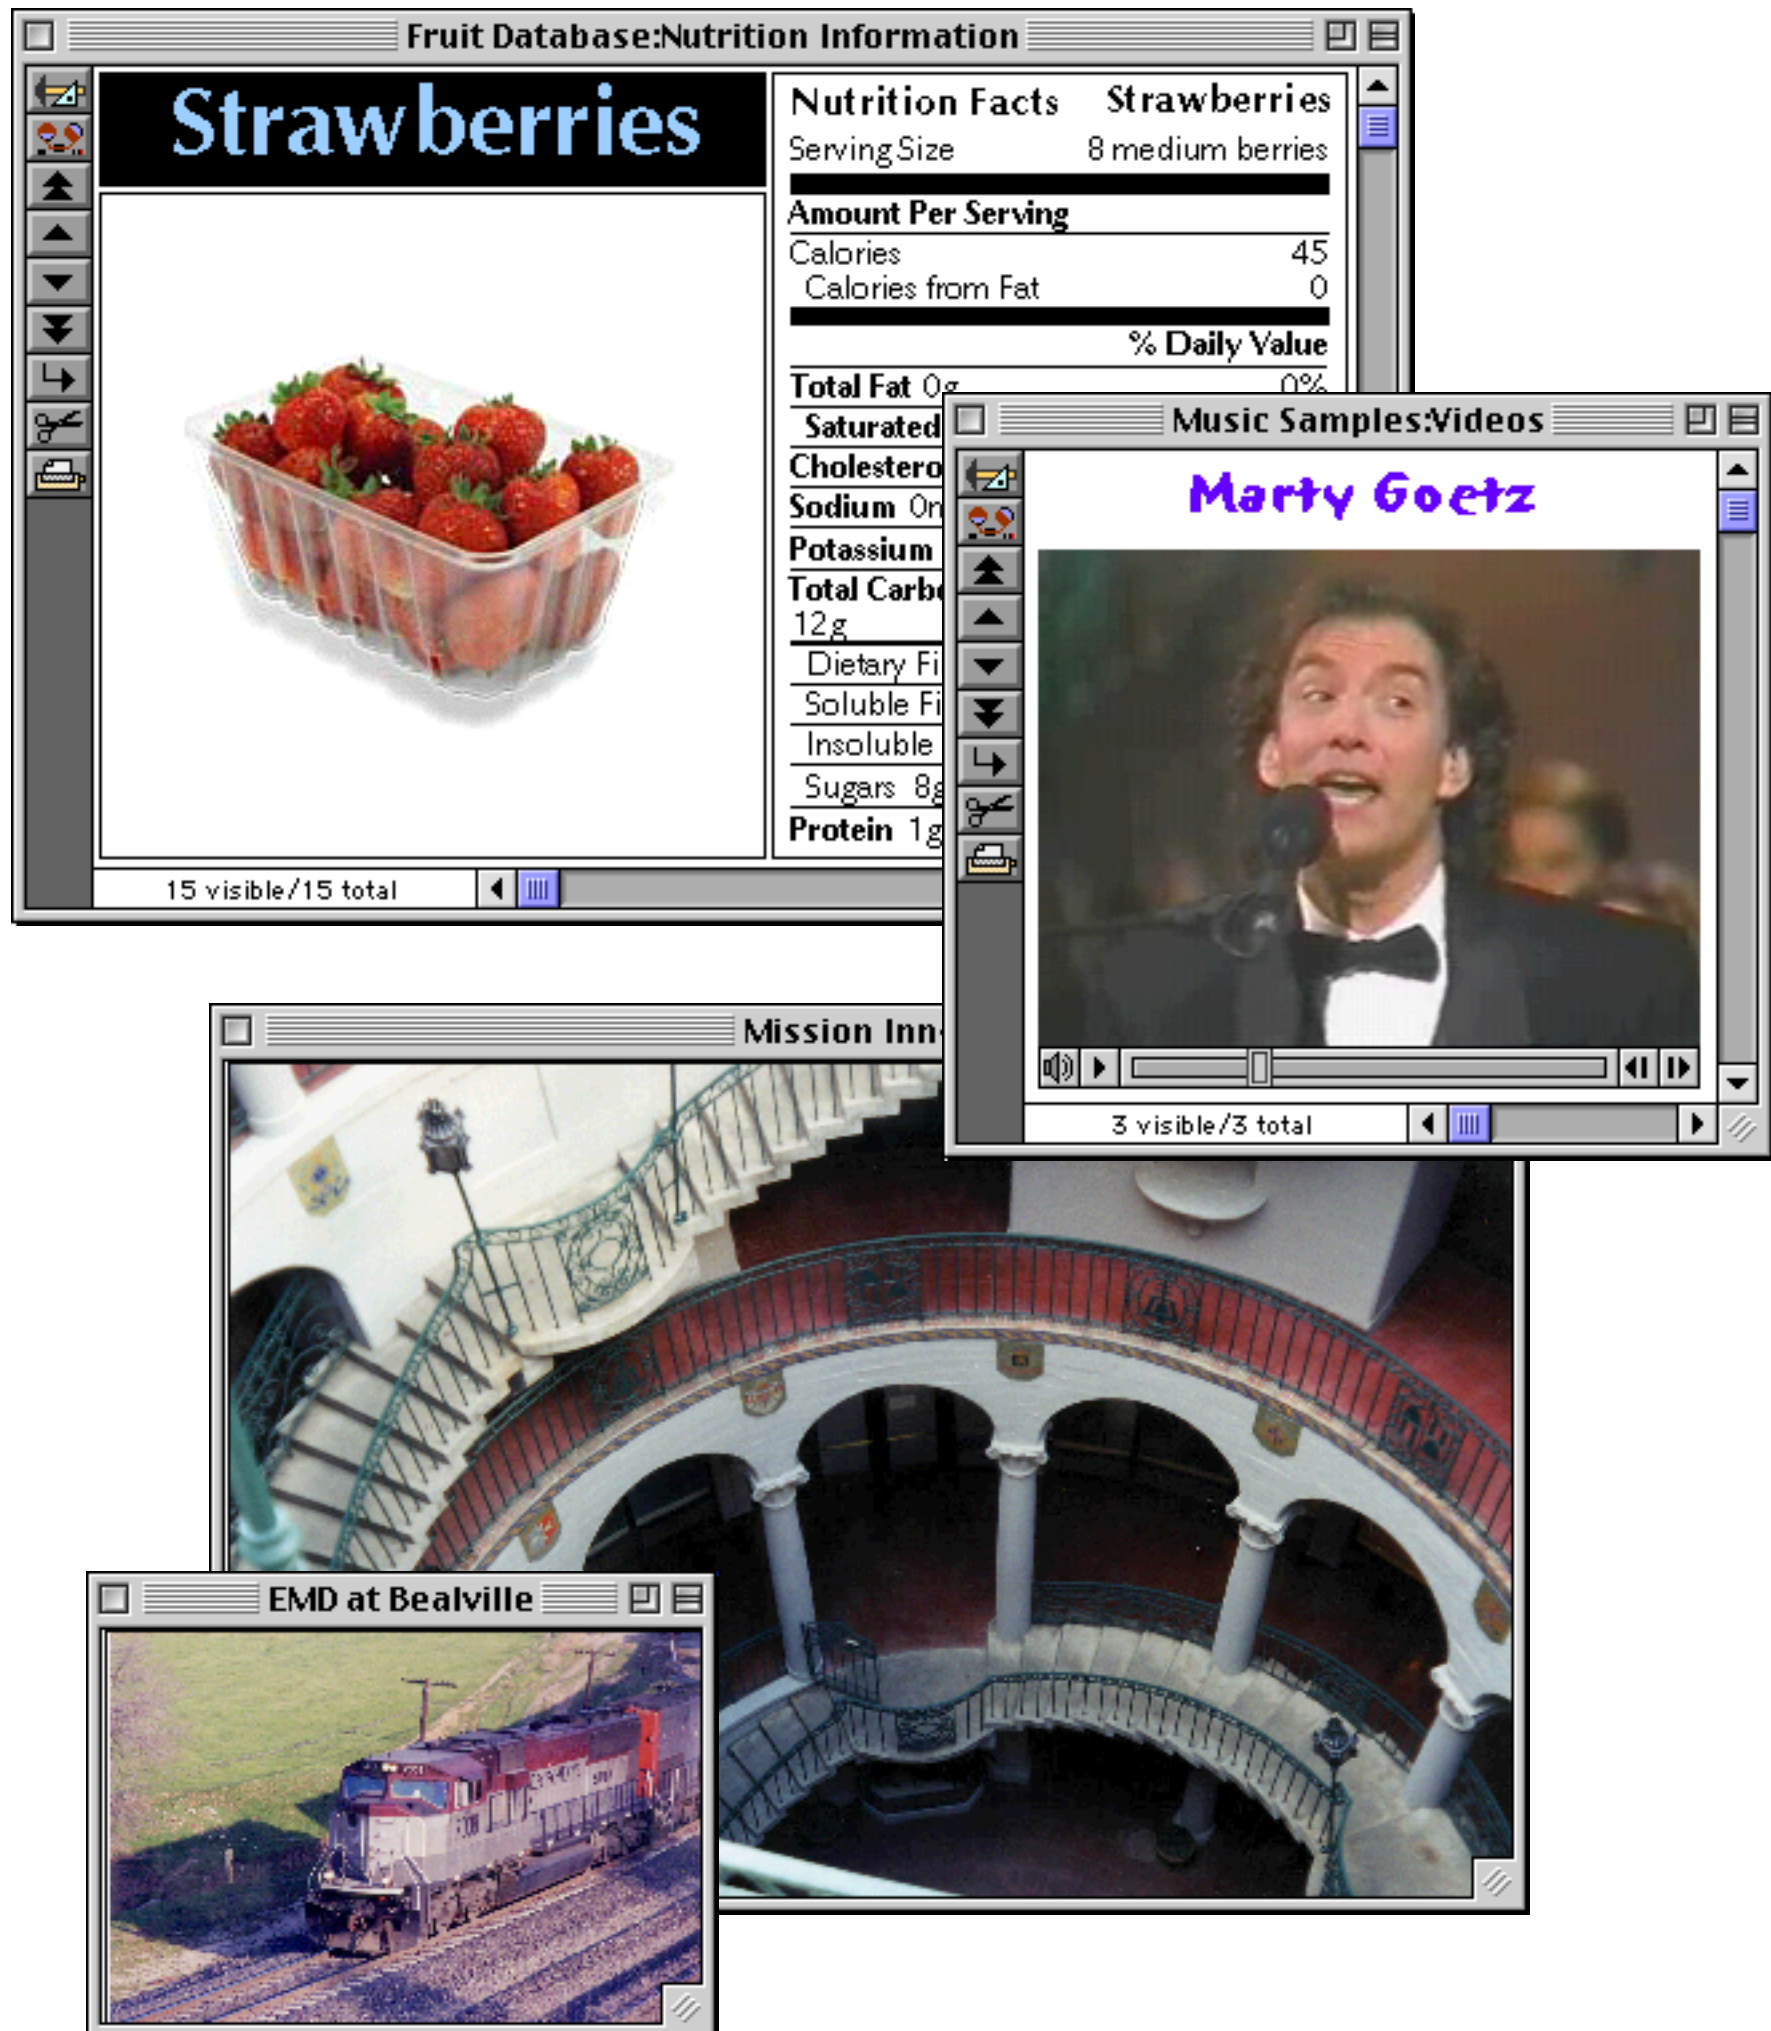 Fruit Database:Nutrition Information
Strawberries
Nutrition Facts Strawberries
Serving Size 8 medium berries
Amount Per Serving
Calories 45
Calories from Fat 0
% Daily Value
Total Fat 0g 0%
Saturated
Cholestero
Sodium 0m
Potassium
Total Carbo
12g
Dietary Fi
Soluble Fi
Insoluble
Sugars 8g
Protein 1g
15 visible/15 total
Music Samples:Videos
Marty Goetz
3 visible/3 total
Mission Inn
EMD at Bealville